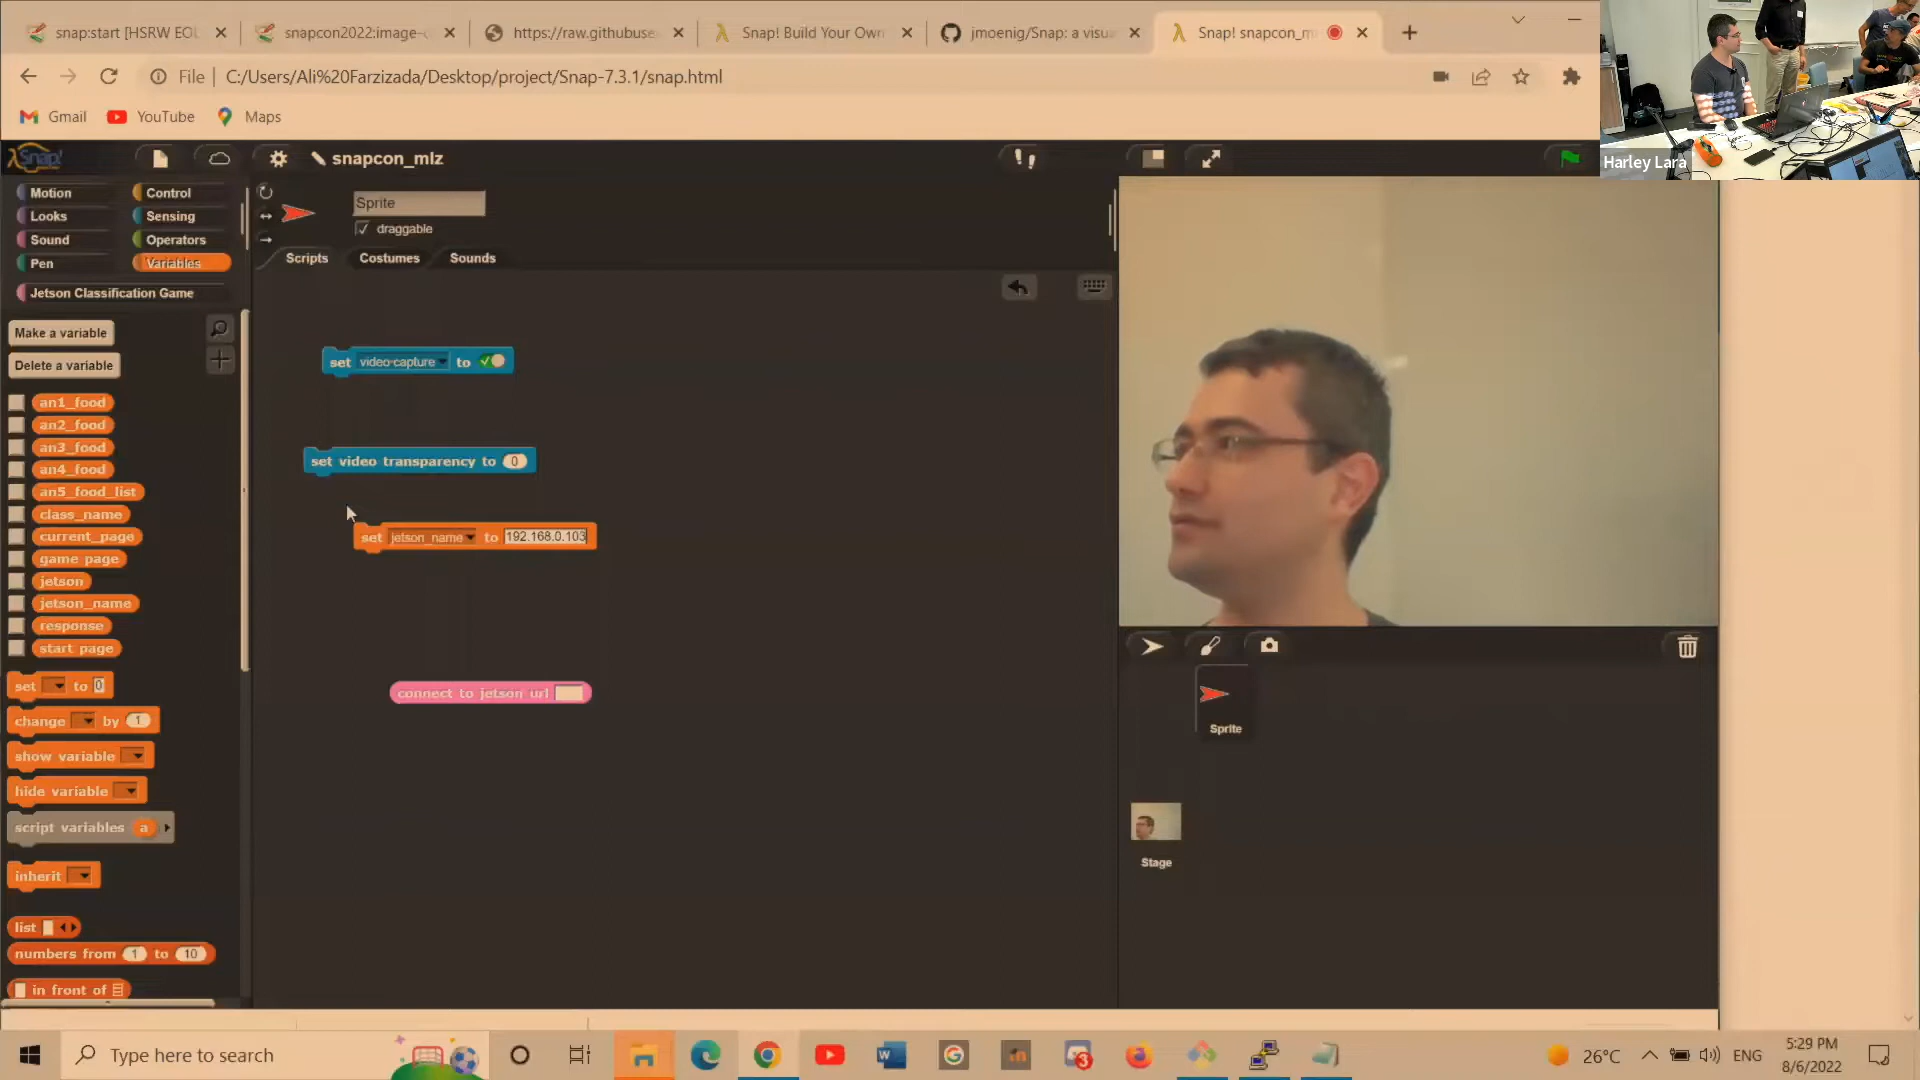 snap:start [HSRW EOL
snapcon2022:image-c
https://raw.githubuse
Snap! Build Your Own
jmoenig/Snap: a visua
Snap! snapcon_m
File
C:/Users/Ali%20Farzizada/Desktop/project/Snap-7.3.1/snap.html
Gmail
YouTube
Maps
Harley Lara
Snap!
snapcon_mlz
Motion
Control
Looks
Sensing
Sound
Operators
Pen
Variables
Jetson Classification Game
Sprite
draggable
Scripts
Costumes
Sounds
Make a variable
Delete a variable
an1_food
an2_food
an3_food
an4_food
an5_food_list
class_name
current_page
game page
jetson
jetson_name
response
start page
set to 0
change by 1
show variable
hide variable
script variables a
inherit
list
numbers from 1 to 10
in front of
set video capture to
set video transparency to 0
set jetson_name to 192.168.0.103
connect to jetson url
Sprite
Stage
Type here to search
3
26°C
ENG
5:29 PM
8/6/2022